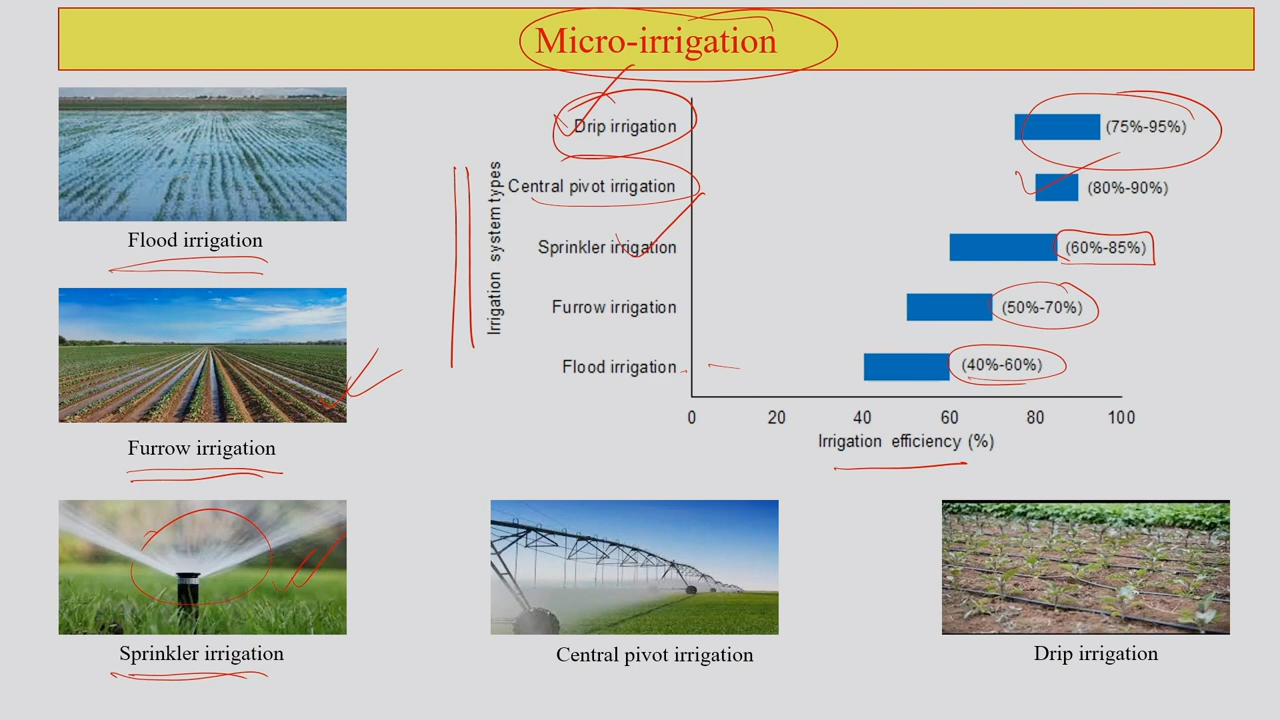 Micro-irrigation
Flood irrigation
Furrow irrigation
Sprinkler irrigation
Irrigation system types
Drip irrigation
(75%-95%)
Central pivot irrigation
(80%-90%)
Sprinkler irrigation
(60%-85%)
Furrow irrigation
(50%-70%)
Flood irrigation
(40%-60%)
0 20 40 60 80 100
Irrigation efficiency (%)
Central pivot irrigation
Drip irrigation